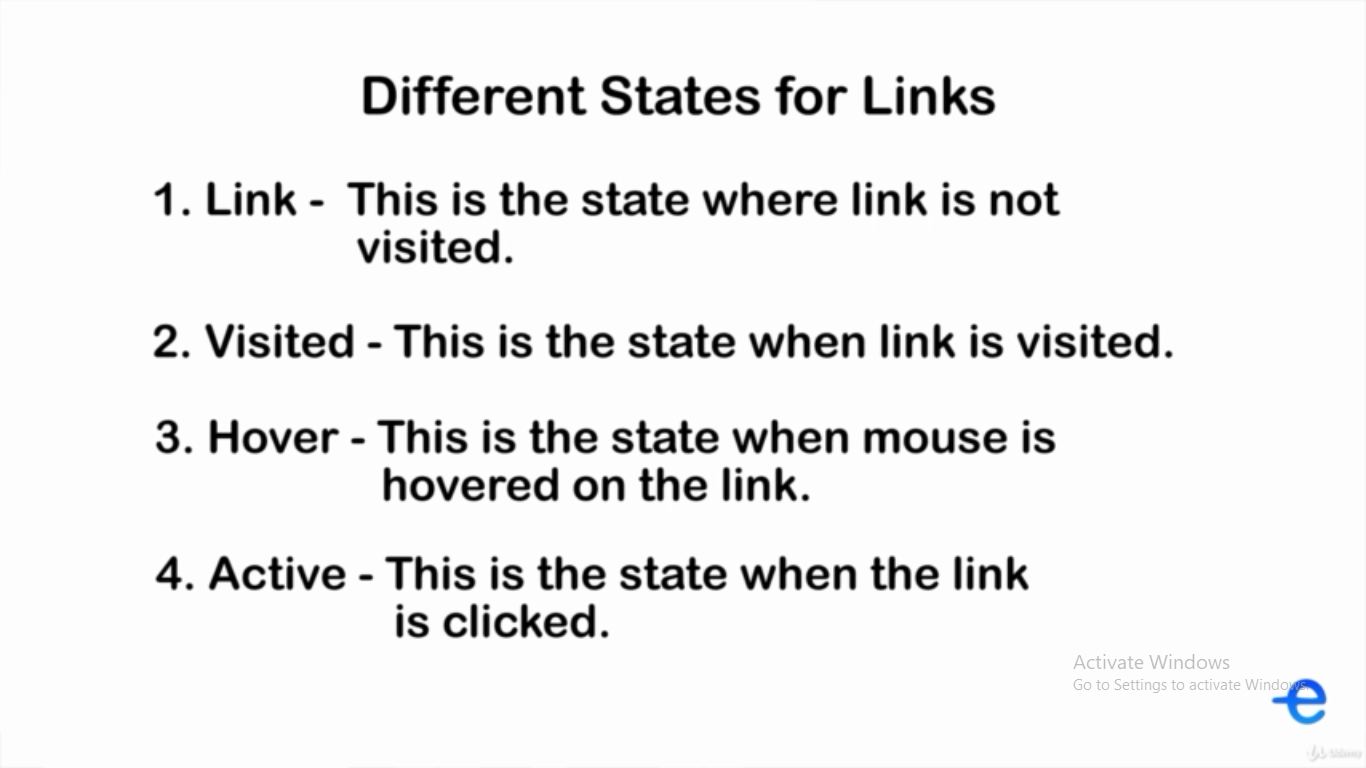 Different States for Links
1. Link - This is the state where link is not
visited.
2. Visited - This is the state when link is visited.
3. Hover - This is the state when mouse is
hovered on the link.
4. Active - This is the state when the link
is clicked.
Activate Windows
Go to Settings to activate Windows.
e
Udemy